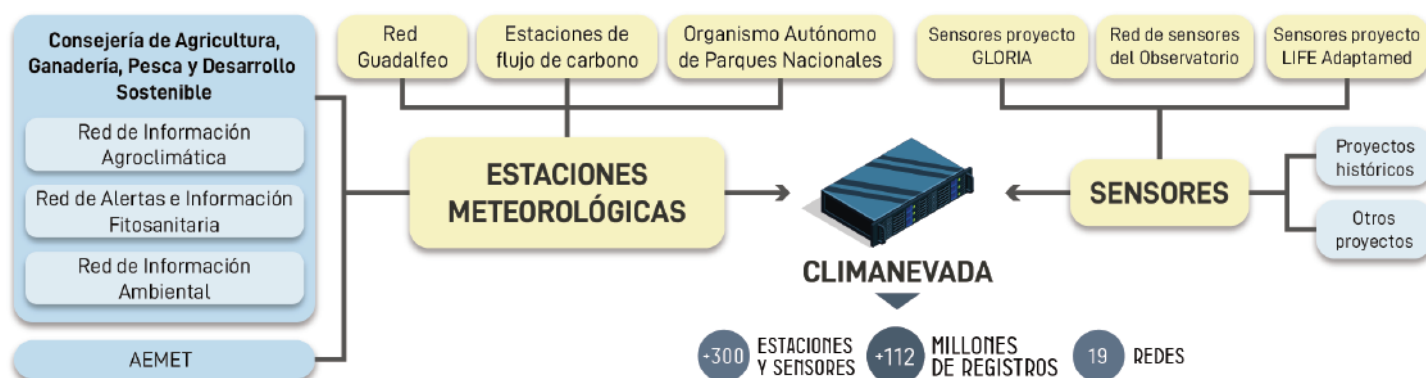 Consejería de Agricultura,
Ganadería, Pesca y Desarrollo
Sostenible
Red de Información
Agroclimática
Red de Alertas e Información
Fitosanitaria
Red de Información
Ambiental
AEMET
Red
Guadalfeo
Estaciones de
flujo de carbono
Organismo Autónomo
de Parques Nacionales
ESTACIONES
METEOROLÓGICAS
CLIMANEVADA
+300
ESTACIONES
Y SENSORES
+112
MILLONES
DE REGISTROS
19
REDES
Sensores proyecto
GLORIA
Red de sensores
del Observatorio
Sensores proyecto
LIFE Adaptamed
SENSORES
Proyectos
históricos
Otros
proyectos